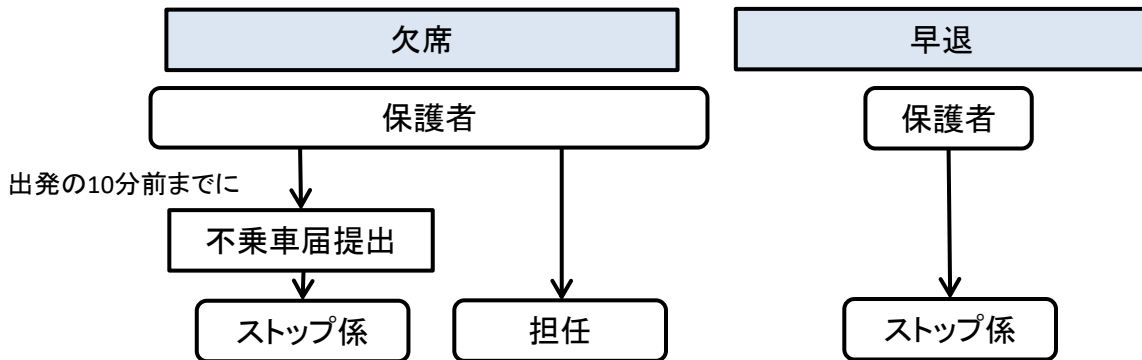 欠席
早退
保護者
保護者
出発の10分前までに
不乗車届提出
ストップ係
担任
ストップ係